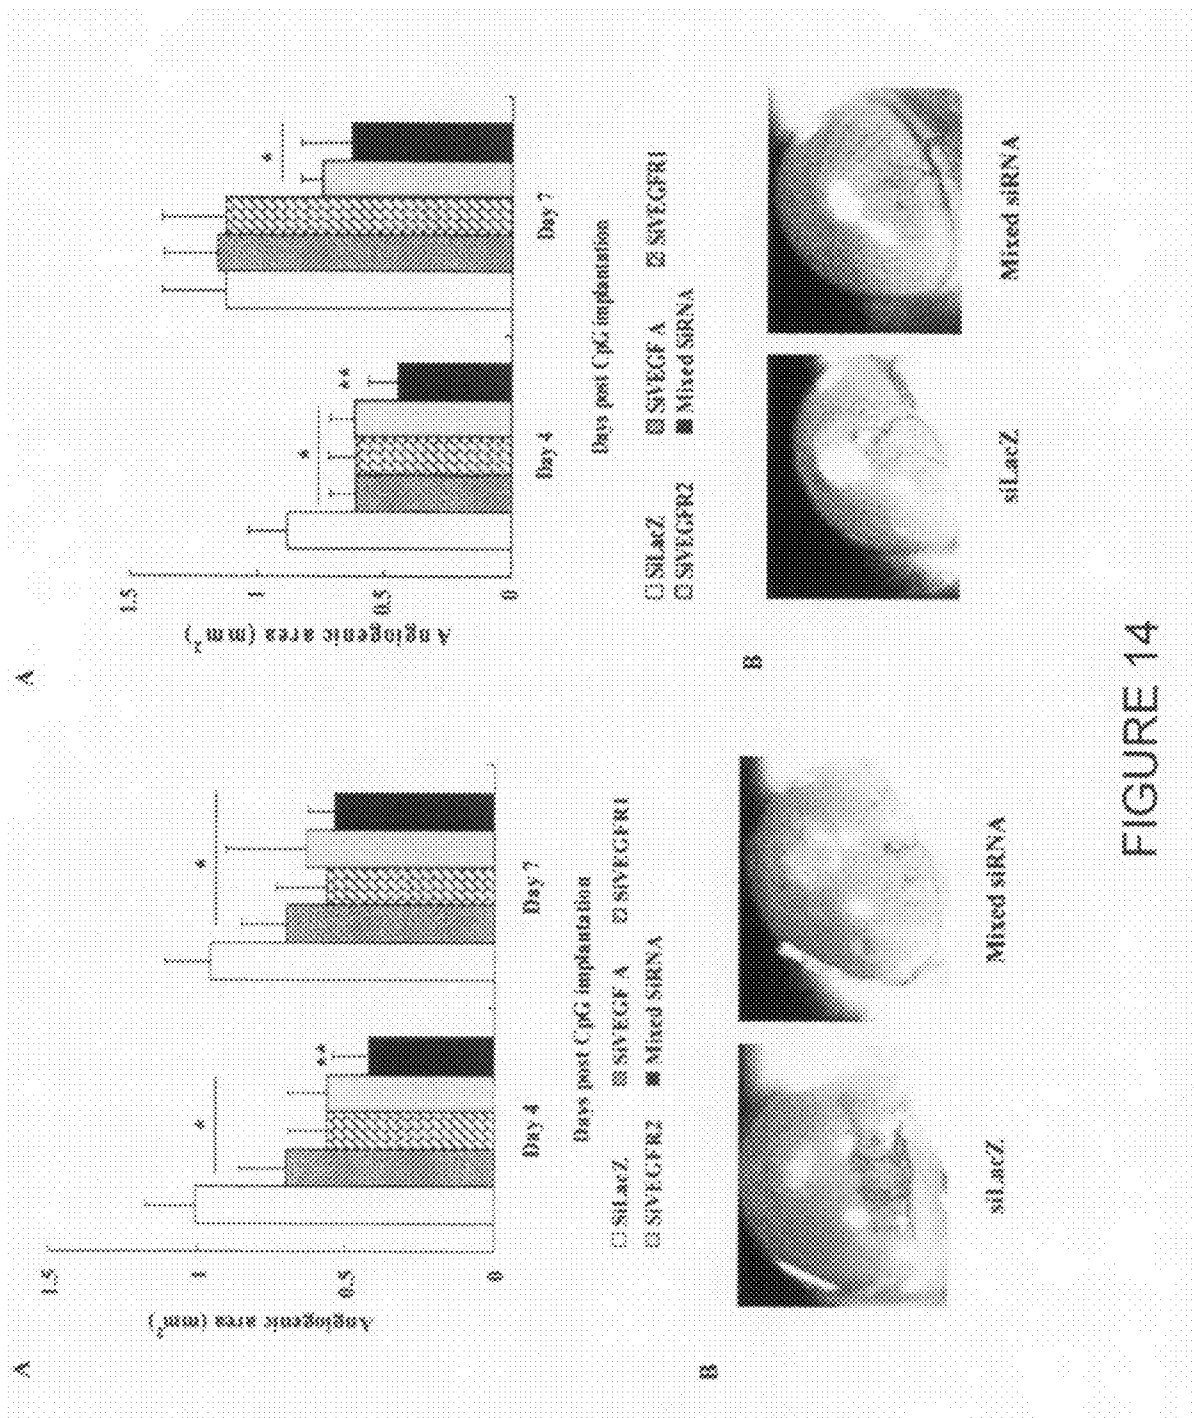 A
Angiogenic area (mm²)
1.5
1
0.5
0
*
**
*
Day 4
Day 7
Days post CpG implantation
SiLacZ
SiVEGF A
SiVEGFR1
SiVEGFR2
Mixed SiRNA
B
siLacZ
Mixed siRNA
A
Angiogenic area (mm²)
1.5
1
0.5
0
*
**
*
Day 4
Day 7
Days post CpG implantation
SiLacZ
SiVEGF A
SiVEGFR1
SiVEGFR2
Mixed SiRNA
B
siLacZ
Mixed siRNA
FIGURE 14